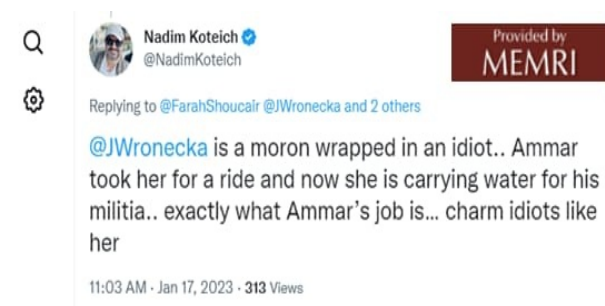 Nadim Koteich
@NadimKoteich
Provided by
MEMRI
Replying to @FarahShoucair @JWronecka and 2 others
@JWronecka is a moron wrapped in an idiot.. Ammar
took her for a ride and now she is carrying water for his
militia.. exactly what Ammar's job is... charm idiots like
her
11:03 AM · Jan 17, 2023 · 313 Views